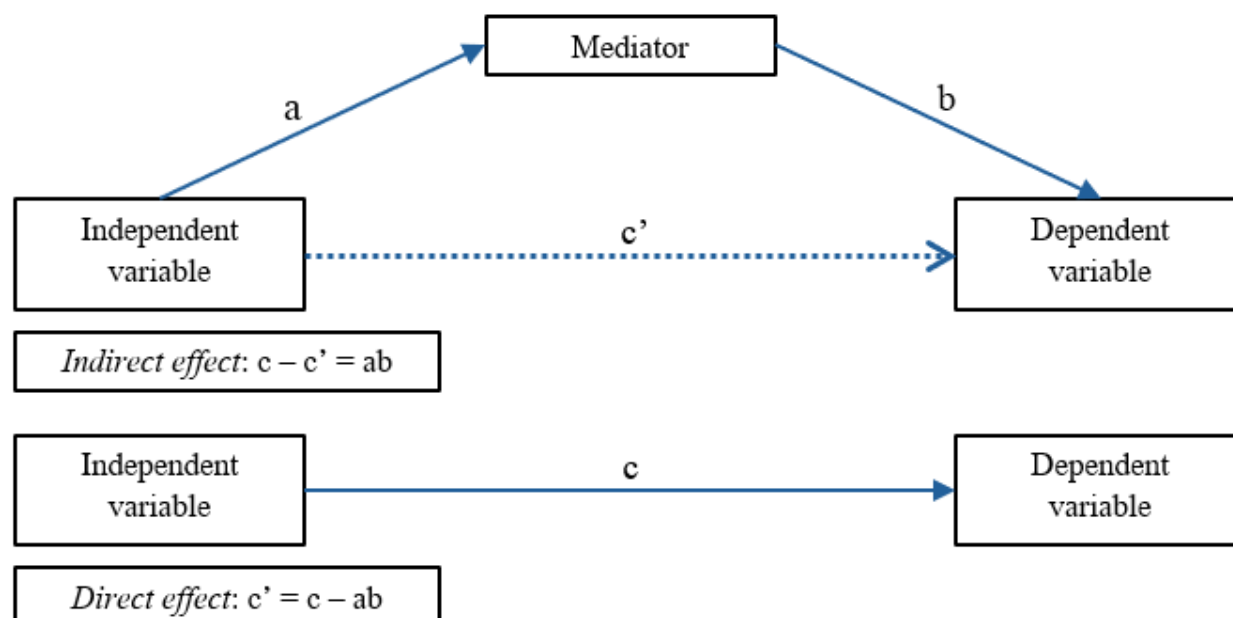 Mediator
a
b
Independent
variable
c’
Dependent
variable
Indirect effect: c – c’ = ab
Independent
variable
c
Dependent
variable
Direct effect: c’ = c – ab